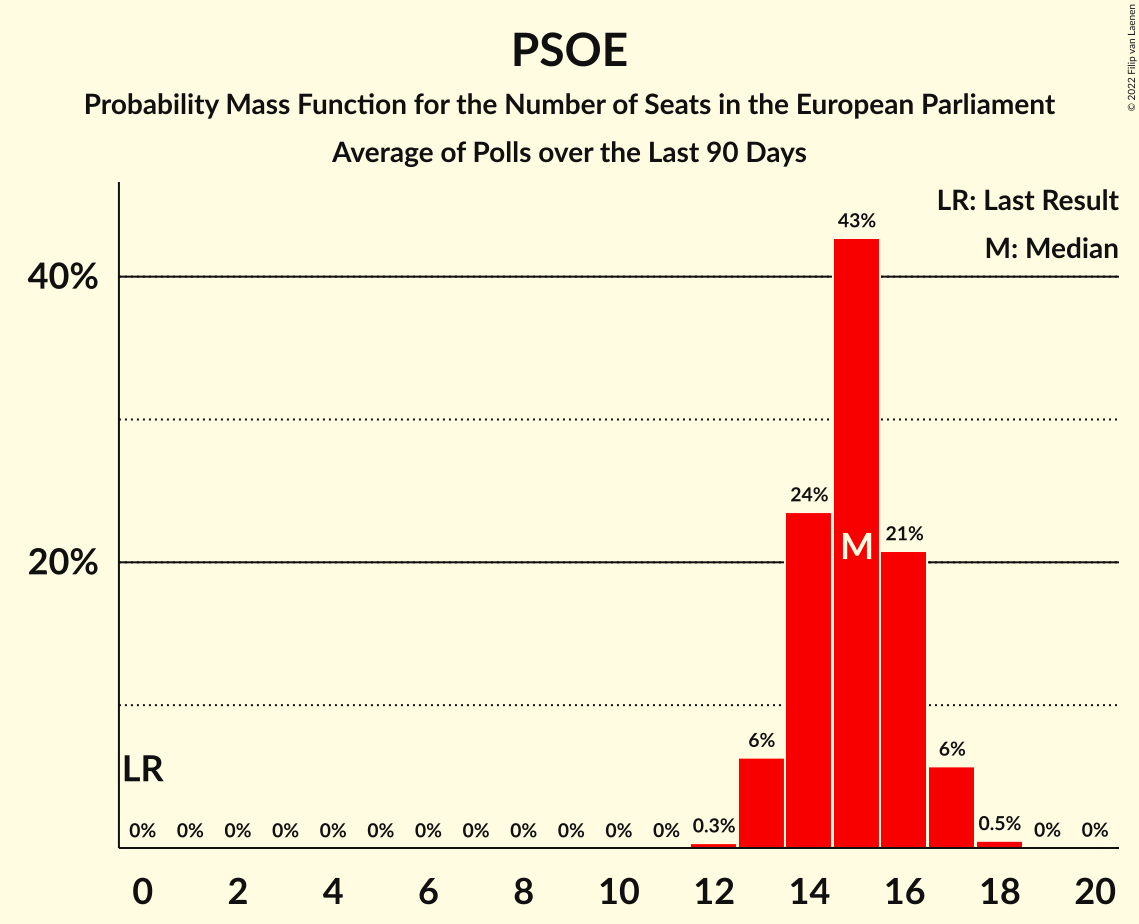 PSOE
Probability Mass Function for the Number of Seats in the European Parliament
Average of Polls over the Last 90 Days
© 2022 Filip van Laenen
LR: Last Result
M: Median
43%
40%
24%
21%
M
20%
6%
6%
LR
0% 0% 0% 0% 0% 0% 0% 0% 0% 0% 0% 0% 0.3% 0.5% 0% 0%
0 2 4 6 8 10 12 14 16 18 20